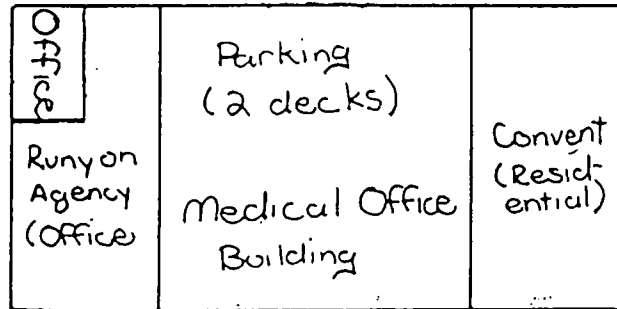 Office
Runyon
Agency
(Office
Parking
(2 decks)
Medical Office
Building
Convent
(Resid-
ential)